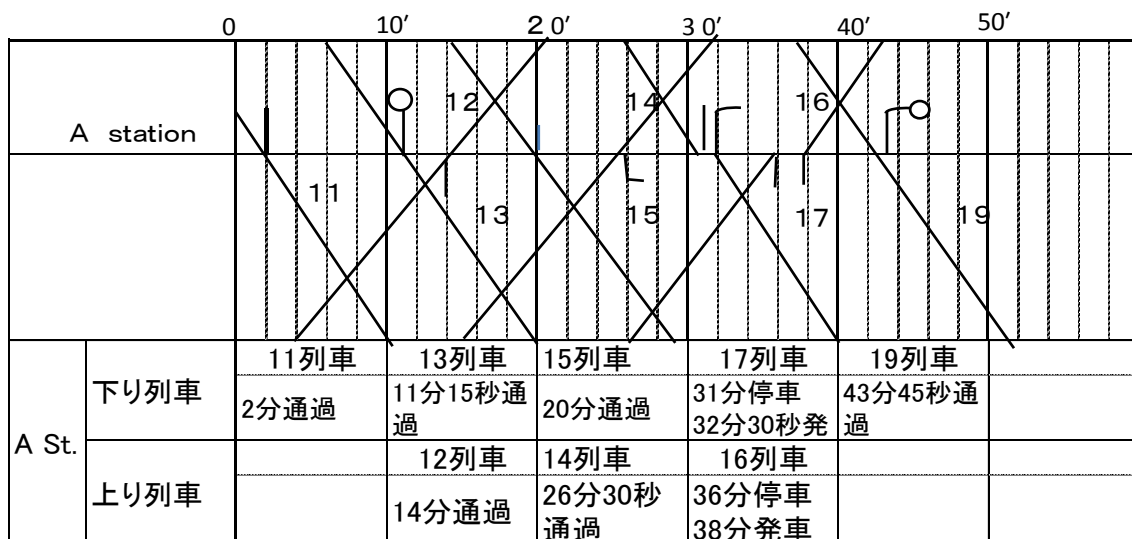 0 10′ 20′ 30′ 40′ 50′
12 14 16
A station
11 13 15 17 19
11列車 13列車 15列車 17列車 19列車
下り列車
2分通過
11分15秒通
過
20分通過
31分停車
32分30秒発
43分45秒通
過
A St.
12列車 14列車 16列車
上り列車
14分通過
26分30秒
通過
36分停車
38分発車